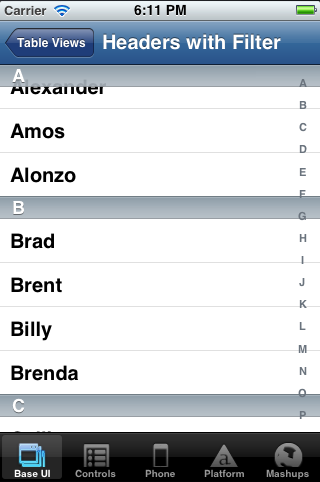 Carrier 6:11 PM
Table Views Headers with Filter
A
Alexander
Amos
Alonzo
B
Brad
Brent
Billy
Brenda
C
A
B
C
D
E
F
G
H
I
J
K
L
M
N
O
P
Base UI Controls Phone Platform Mashups